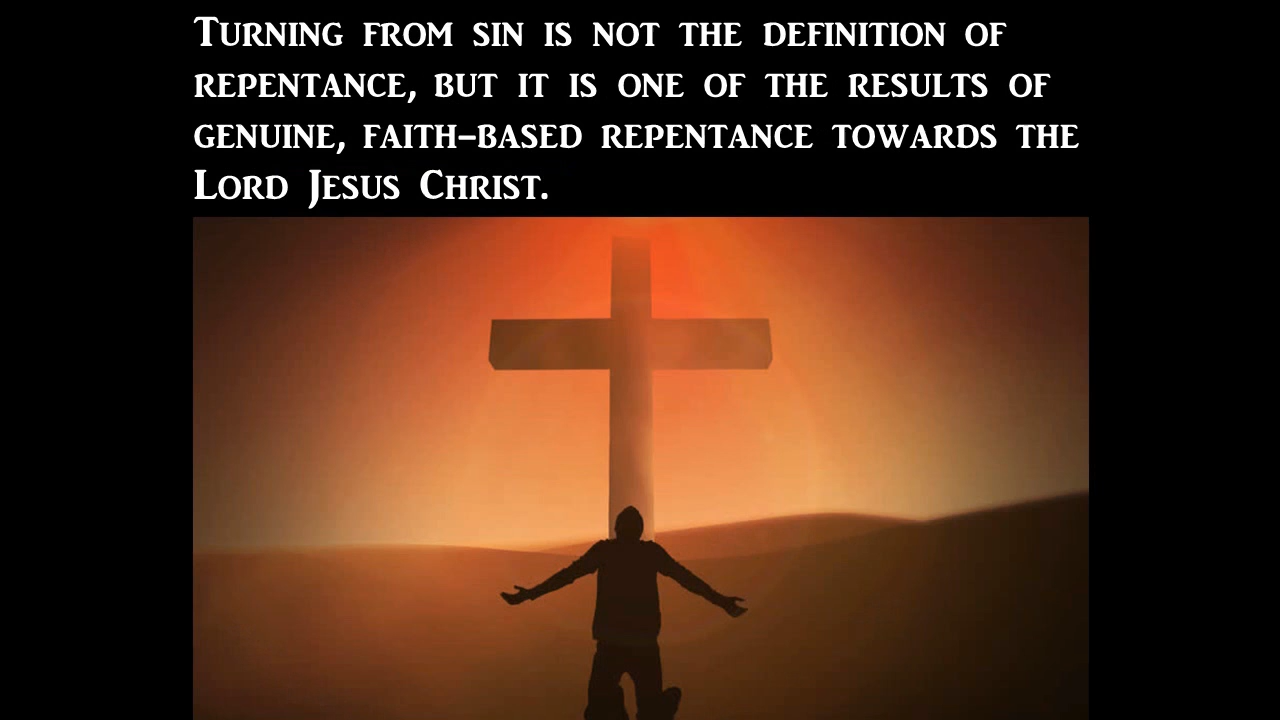 Turning from sin is not the definition of
repentance, but it is one of the results of
genuine, faith-based repentance towards the
Lord Jesus Christ.